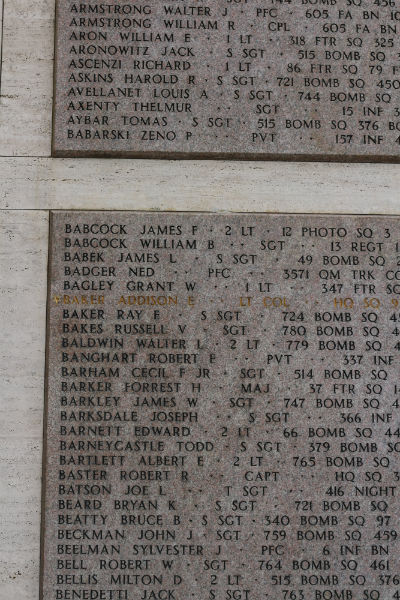 ARMSTRONG WALTER J · PFC · 605 FA BN 10
ARMSTRONG WILLIAM R · CPL · 605 FA BN
ARON WILLIAM E · 1 LT · 318 FTR SQ 325
ARONOWITZ JACK · S SGT · 515 BOMB SQ
ASCENZI RICHARD · 1 LT · 86 FTR SQ 79
ASKINS HAROLD R · S SGT · 721 BOMB SQ 450
AVELLANET LOUIS A · S SGT · 744 BOMB SQ
AXENTY THELMUR · SGT · 15 INF
AYBAR TOMAS · S SGT · 515 BOMB SQ 376
BABARSKI ZENO P · PVT · 157 INF
BABCOCK JAMES F · 2 LT · 12 PHOTO SQ 3
BABCOCK WILLIAM B · SGT · 13 REGT
BABEK JAMES L · S SGT · 49 BOMB SQ
BADGER NED · PFC · 3571 QM TRK
BAGLEY GRANT W · 1 LT · 347 FTR
BAKER ADDISON E · LT COL · HQ SQ
BAKER RAY E · S SGT · 724 BOMB SQ
BAKES RUSSELL V · SGT · 780 BOMB SQ
BALDWIN WALTER L · 2 LT · 779 BOMB SQ
BANGHART ROBERT E · PVT · 337 INF
BARHAM CECIL F JR · SGT · 514 BOMB SQ
BARKER FORREST H · MAJ · 37 FTR SQ
BARKLEY JAMES W · SGT · 747 BOMB SQ
BARKSDALE JOSEPH · S SGT · 366 INF
BARNETT EDWARD · 2 LT · 66 BOMB SQ 44
BARNEYCASTLE TODD · S SGT · 379 BOMB
BARTLETT ALBERT E · 2 LT · 765 BOMB SQ
BASTER ROBERT R · CAPT · HQ SQ
BATSON JOE L · T SGT · 416 NIGHT
BEARD BRYAN K · S SGT · 721 BOMB SQ
BEATTY BRUCE B · S SGT · 340 BOMB SQ 97
BECKMAN JOHN J · SGT · 759 BOMB SQ 459
BEELMAN SYLVESTER J · PFC · 6 INF BN
BELL ROBERT W · SGT · 764 BOMB SQ 461
BELLIS MILTON D · 2 LT · 515 BOMB SQ 376
BENEDETTI JACK · S SGT · 763 BOMB SQ